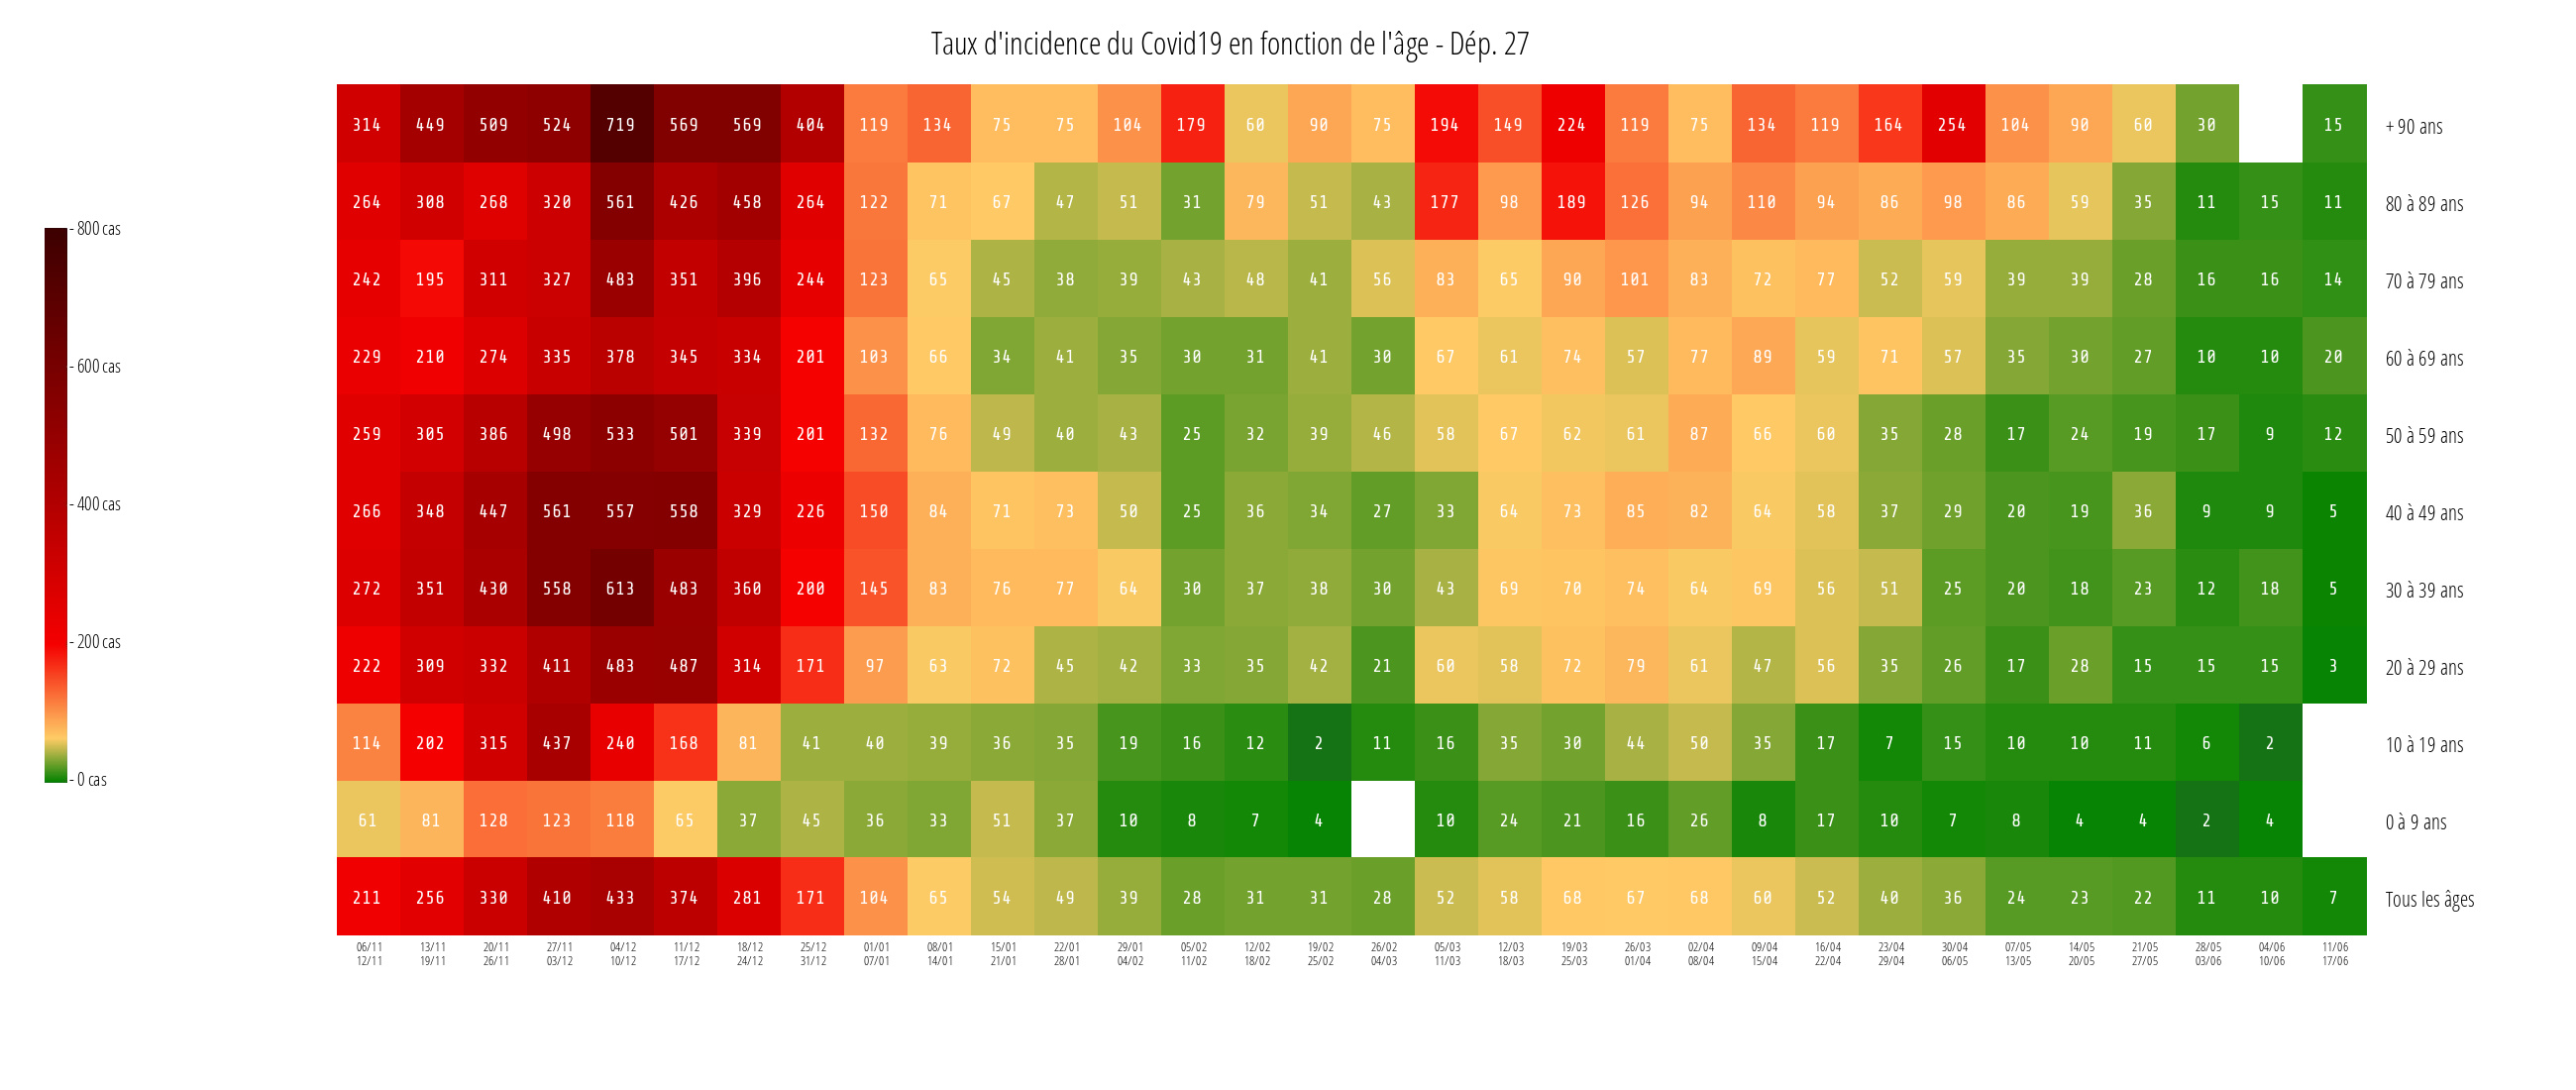 Taux d'incidence du Covid19 en fonction de l'âge - Dép. 27
- 800 cas
- 600 cas
- 400 cas
- 200 cas
- 0 cas
314 449 509 524 719 569 569 404 119 134 75 75 104 179 60 90 75 194 149 224 119 75 134 119 164 254 104 90 60 30 15 + 90 ans
264 308 268 320 561 426 458 264 122 71 67 47 51 31 79 51 43 177 98 189 126 94 110 94 86 98 86 59 35 11 15 11 80 à 89 ans
242 195 311 327 483 351 396 244 123 65 45 38 39 43 48 41 56 83 65 90 101 83 72 77 52 59 39 39 28 16 16 14 70 à 79 ans
229 210 274 335 378 345 334 201 103 66 34 41 35 30 31 41 30 67 61 74 57 77 89 59 71 57 35 30 27 10 10 20 60 à 69 ans
259 305 386 498 533 501 339 201 132 76 49 40 43 25 32 39 46 58 67 62 61 87 66 60 35 28 17 24 19 17 9 12 50 à 59 ans
266 348 447 561 557 558 329 226 150 84 71 73 50 25 36 34 27 33 64 73 85 82 64 58 37 29 20 19 36 9 9 5 40 à 49 ans
272 351 430 558 613 483 360 200 145 83 76 77 64 30 37 38 30 43 69 70 74 64 69 56 51 25 20 18 23 12 18 5 30 à 39 ans
222 309 332 411 483 487 314 171 97 63 72 45 42 33 35 42 21 60 58 72 79 61 47 56 35 26 17 28 15 15 15 3 20 à 29 ans
114 202 315 437 240 168 81 41 40 39 36 35 19 16 12 2 11 16 35 30 44 50 35 17 7 15 10 10 11 6 2 10 à 19 ans
61 81 128 123 118 65 37 45 36 33 51 37 10 8 7 4 10 24 21 16 26 8 17 10 7 8 4 4 2 4 0 à 9 ans
211 256 330 410 433 374 281 171 104 65 54 49 39 28 31 31 28 52 58 68 67 68 60 52 40 36 24 23 22 11 10 7 Tous les âges
06/11 13/11 20/11 27/11 04/12 11/12 18/12 25/12 01/01 08/01 15/01 22/01 29/01 05/02 12/02 19/02 26/02 05/03 12/03 19/03 26/03 02/04 09/04 16/04 23/04 30/04 07/05 14/05 21/05 28/05 04/06 11/06
12/11 19/11 26/11 03/12 10/12 17/12 24/12 31/12 07/01 14/01 21/01 28/01 04/02 11/02 18/02 25/02 04/03 11/03 18/03 25/03 01/04 08/04 15/04 22/04 29/04 06/05 13/05 20/05 27/05 03/06 10/06 17/06